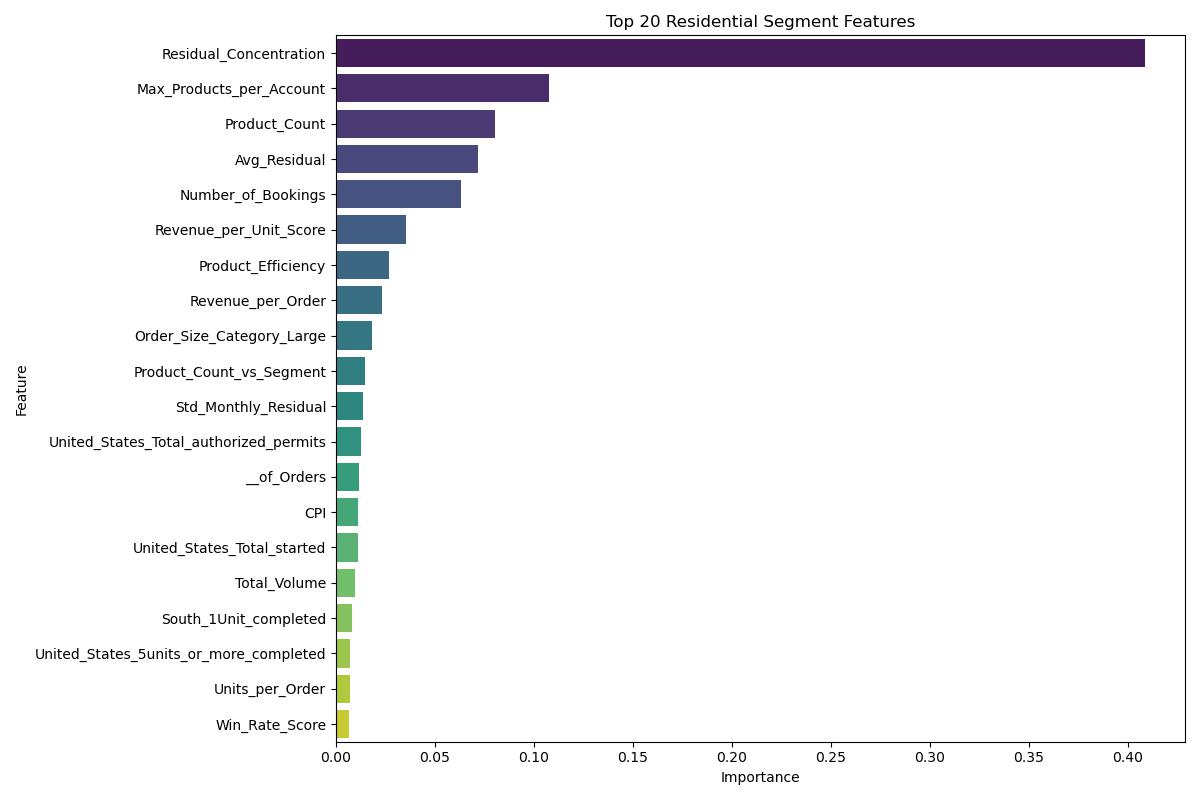 Top 20 Residential Segment Features
Residual_Concentration
Max_Products_per_Account
Product_Count
Avg_Residual
Number_of_Bookings
Revenue_per_Unit_Score
Product_Efficiency
Revenue_per_Order
Order_Size_Category_Large
Product_Count_vs_Segment
Std_Monthly_Residual
United_States_Total_authorized_permits
__of_Orders
CPI
United_States_Total_started
Total_Volume
South_1Unit_completed
United_States_5units_or_more_completed
Units_per_Order
Win_Rate_Score
Feature
0.00 0.05 0.10 0.15 0.20 0.25 0.30 0.35 0.40
Importance